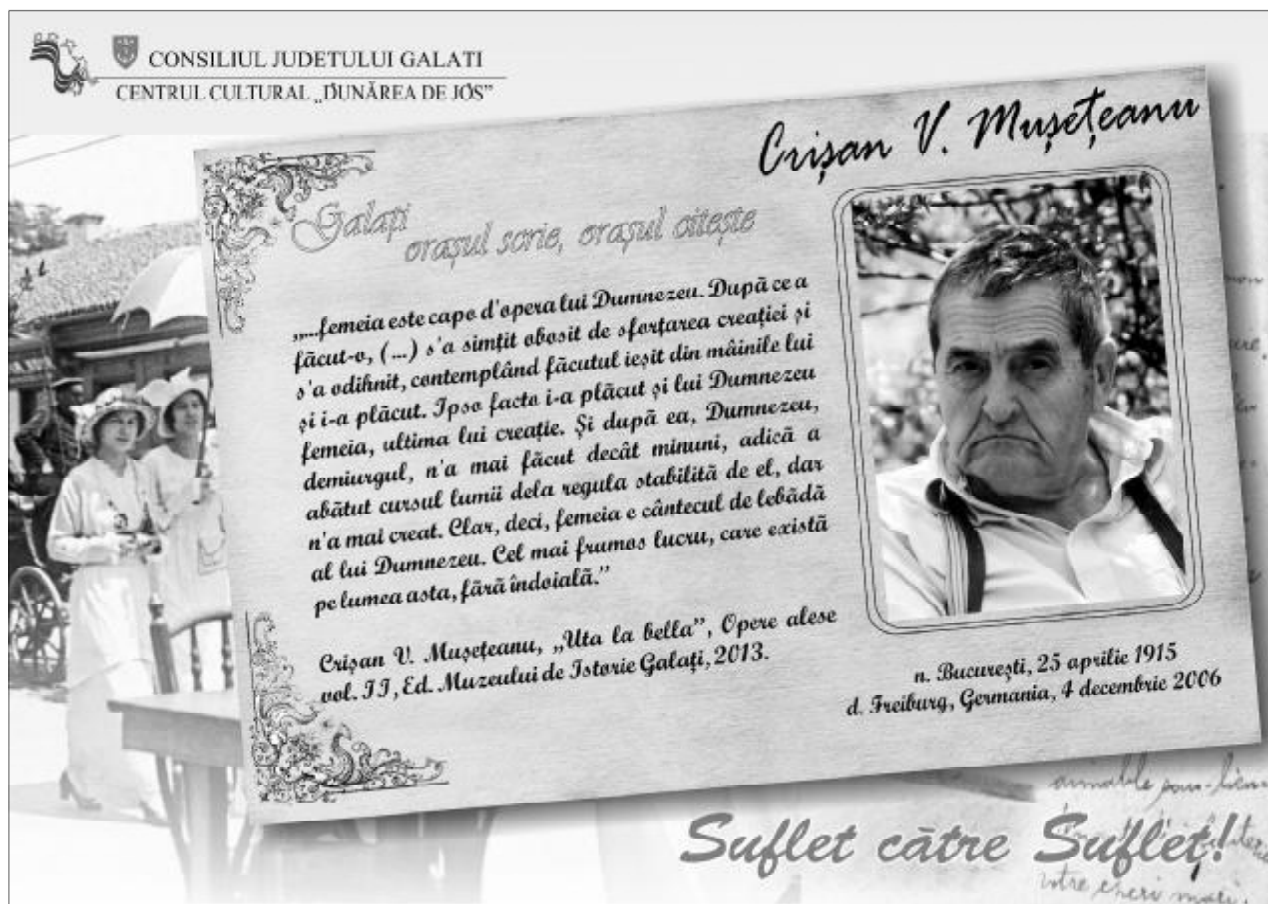 CONSILIUL JUDETULUI GALATI
CENTRUL CULTURAL „DUNĂREA DE JOS”
Crișan V. Mușețeanu
Galați
orașul scrie, orașul citește
„...femeia este capo d'opera lui Dumnezeu. După ce a
făcut-o, (...) s'a simțit obosit de sforțarea creației și
s'a odihnit, contemplând făcutul ieșit din mâinile lui
și i-a plăcut. Ipso facto i-a plăcut și lui Dumnezeu
femeia, ultima lui creație. Și după ea, Dumnezeu,
demiurgul, n'a mai făcut decât minuni, adică a
abătut cursul lumii dela regula stabilită de el, dar
n'a mai creat. Clar, deci, femeia e cântecul de lebădă
al lui Dumnezeu. Cel mai frumos lucru, care există
pe lumea asta, fără îndoială.”
Crișan V. Mușețeanu, „Uta la bella”, Opere alese
vol. II, Ed. Muzeului de Istorie Galați, 2013.
n. București, 25 aprilie 1915
d. Freiburg, Germania, 4 decembrie 2006
Suflet către Suflet!